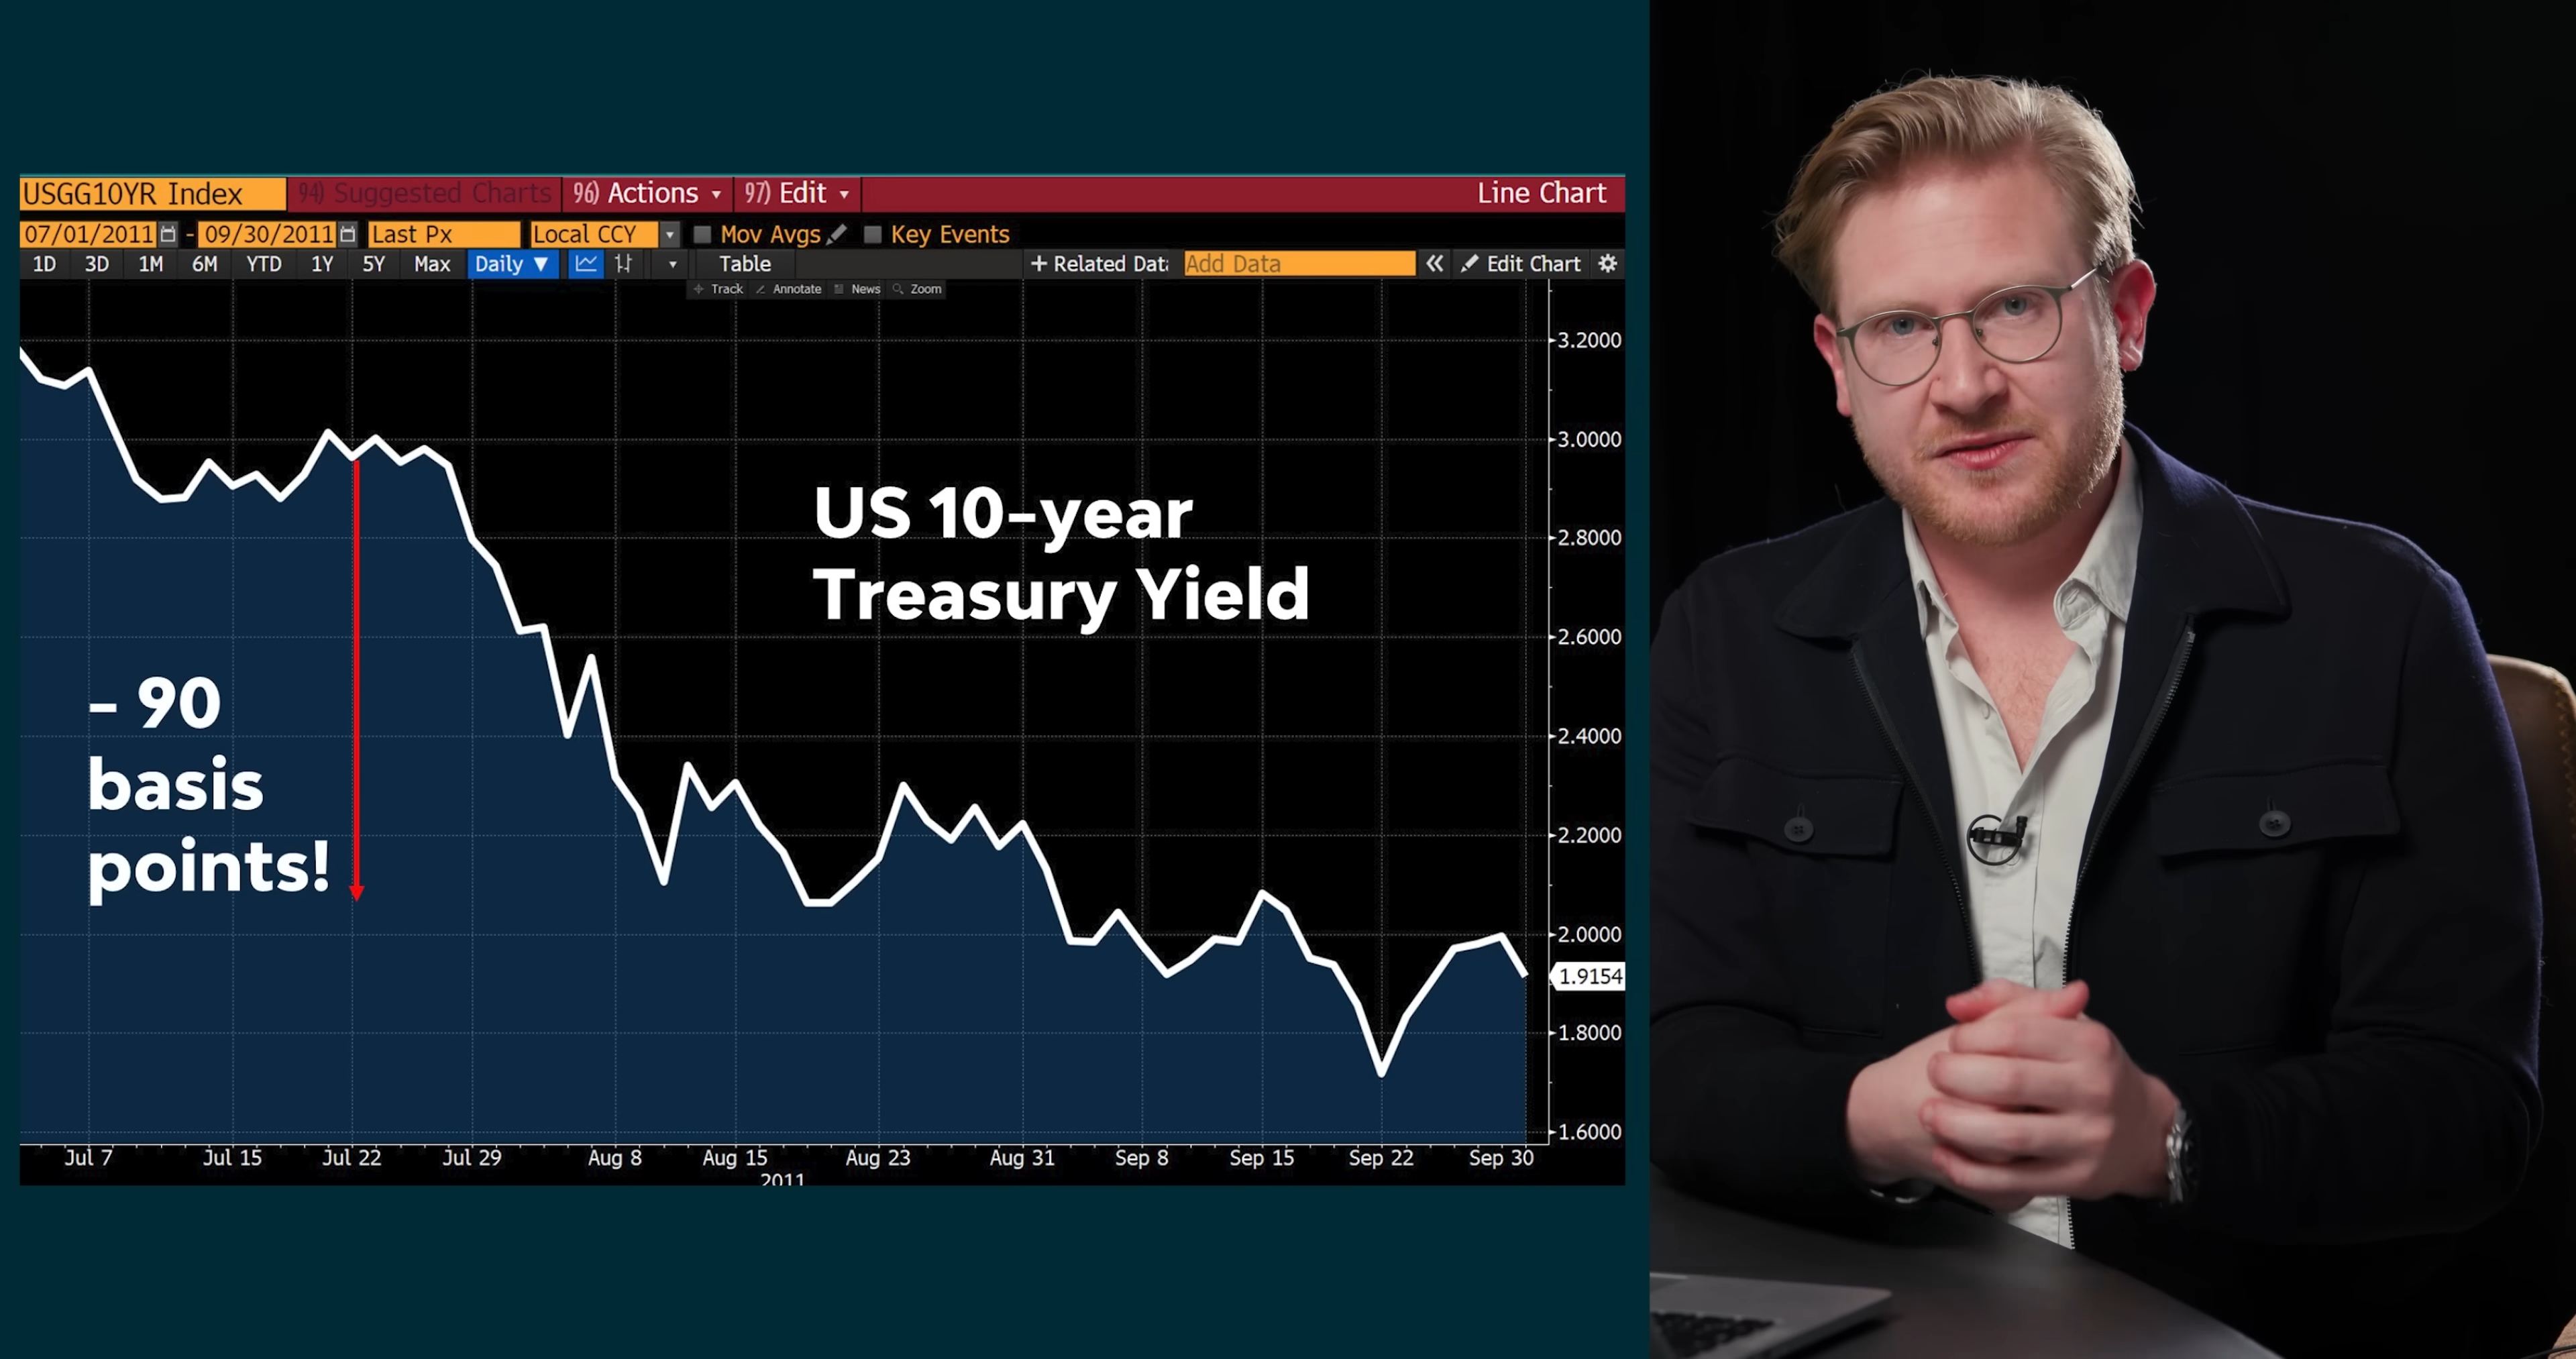 USGG10YR Index 94) Suggested Charts 96) Actions 97) Edit Line Chart
07/01/2011 - 09/30/2011 Last Px Local CCY Mov Avgs Key Events
1D 3D 1M 6M YTD 1Y 5Y Max Daily ▼ Table + Related Data Add Data « Edit Chart
Track Annotate News Zoom
3.2000
3.0000
US 10-year
Treasury Yield
2.8000
2.6000
- 90
basis
points!
2.4000
2.2000
2.0000
1.9154
1.8000
1.6000
Jul 7 Jul 15 Jul 22 Jul 29 Aug 8 Aug 15 Aug 23 Aug 31 Sep 8 Sep 15 Sep 22 Sep 30
2011